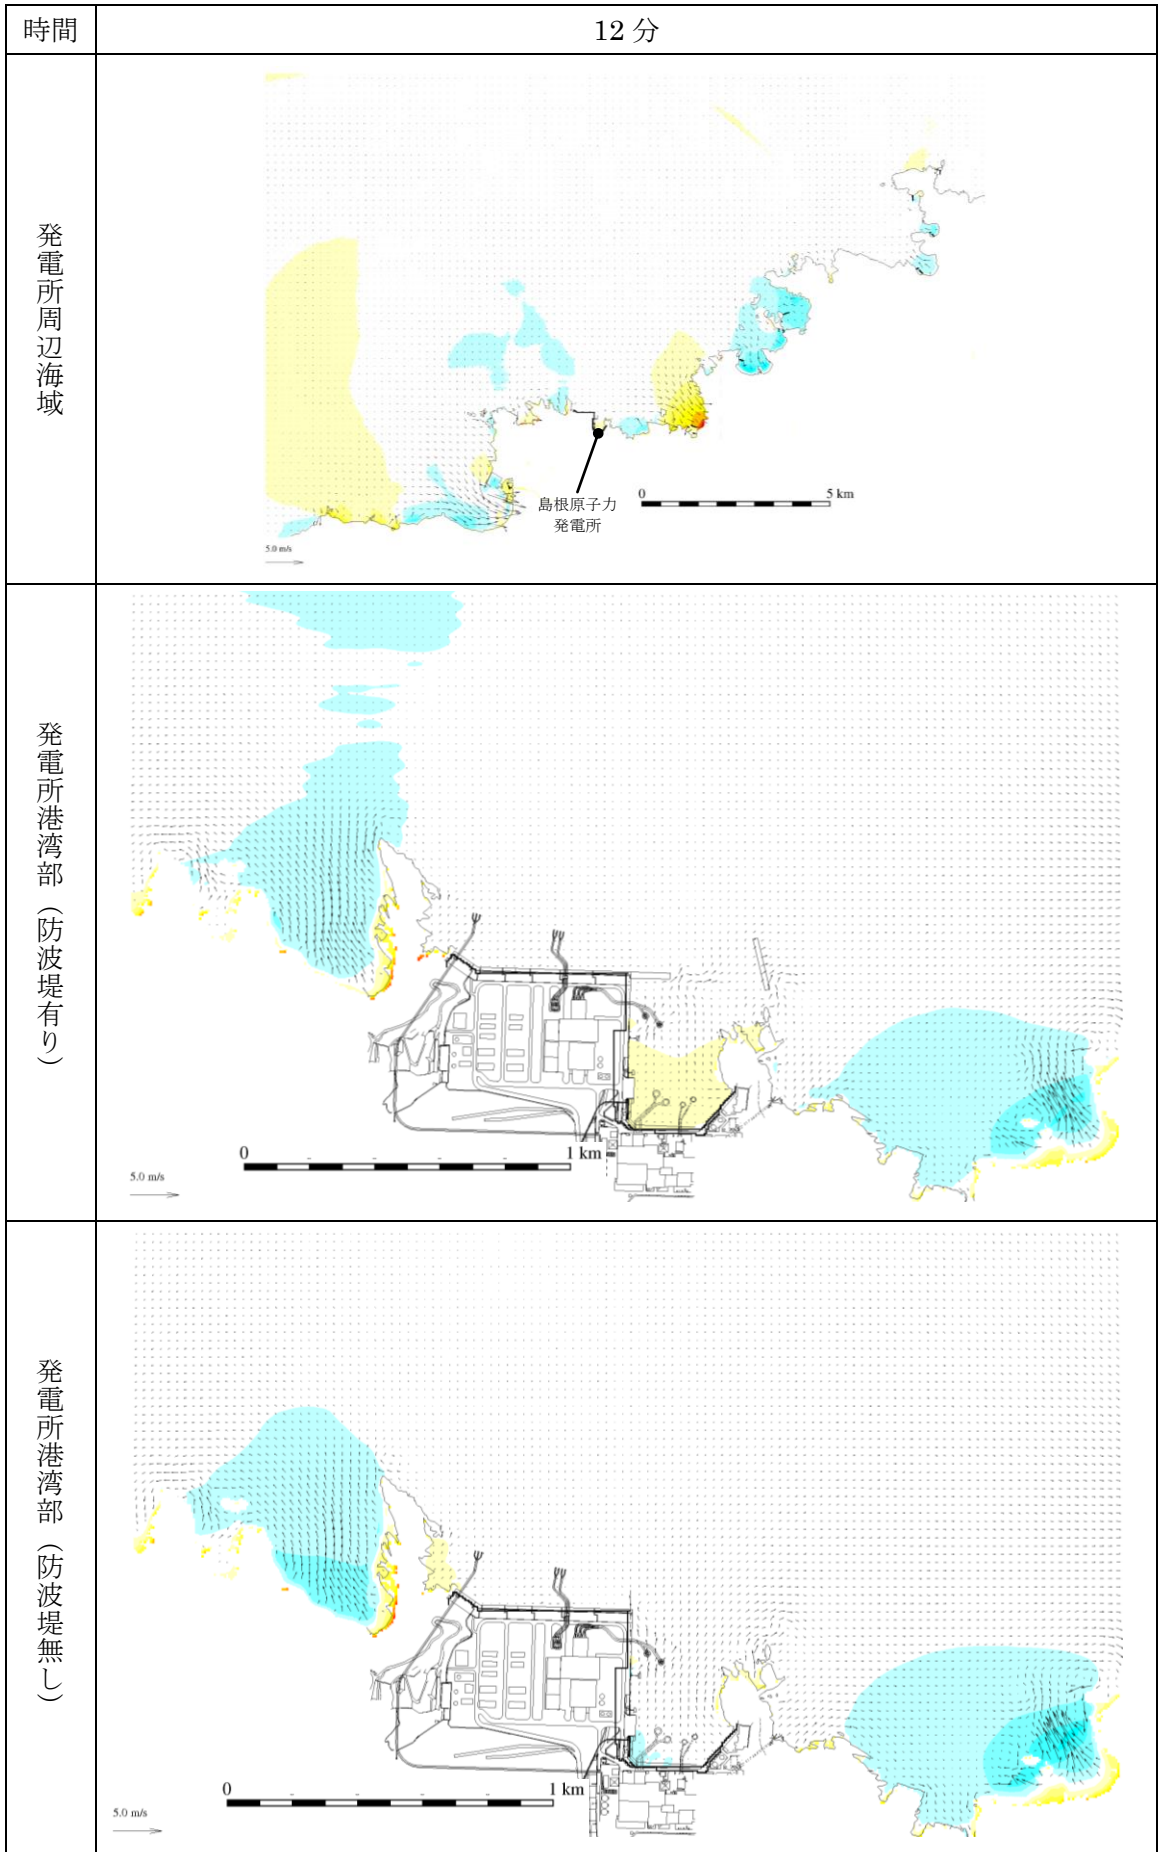 時間
12 分
発電所周辺海域
島根原子力
発電所
0 5 km
5.0 m/s
発電所港湾部（防波堤有り）
0 1 km
5.0 m/s
発電所港湾部（防波堤無し）
0 1 km
5.0 m/s